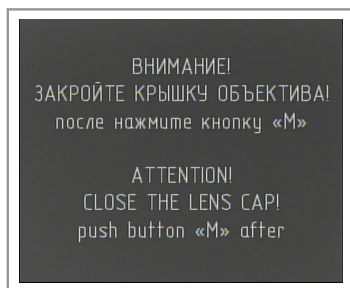 ВНИМАНИЕ!
ЗАКРОЙТЕ КРЫШКУ ОБЪЕКТИВА!
после нажмите кнопку «М»
ATTENTION!
CLOSE THE LENS CAP!
push button «M» after